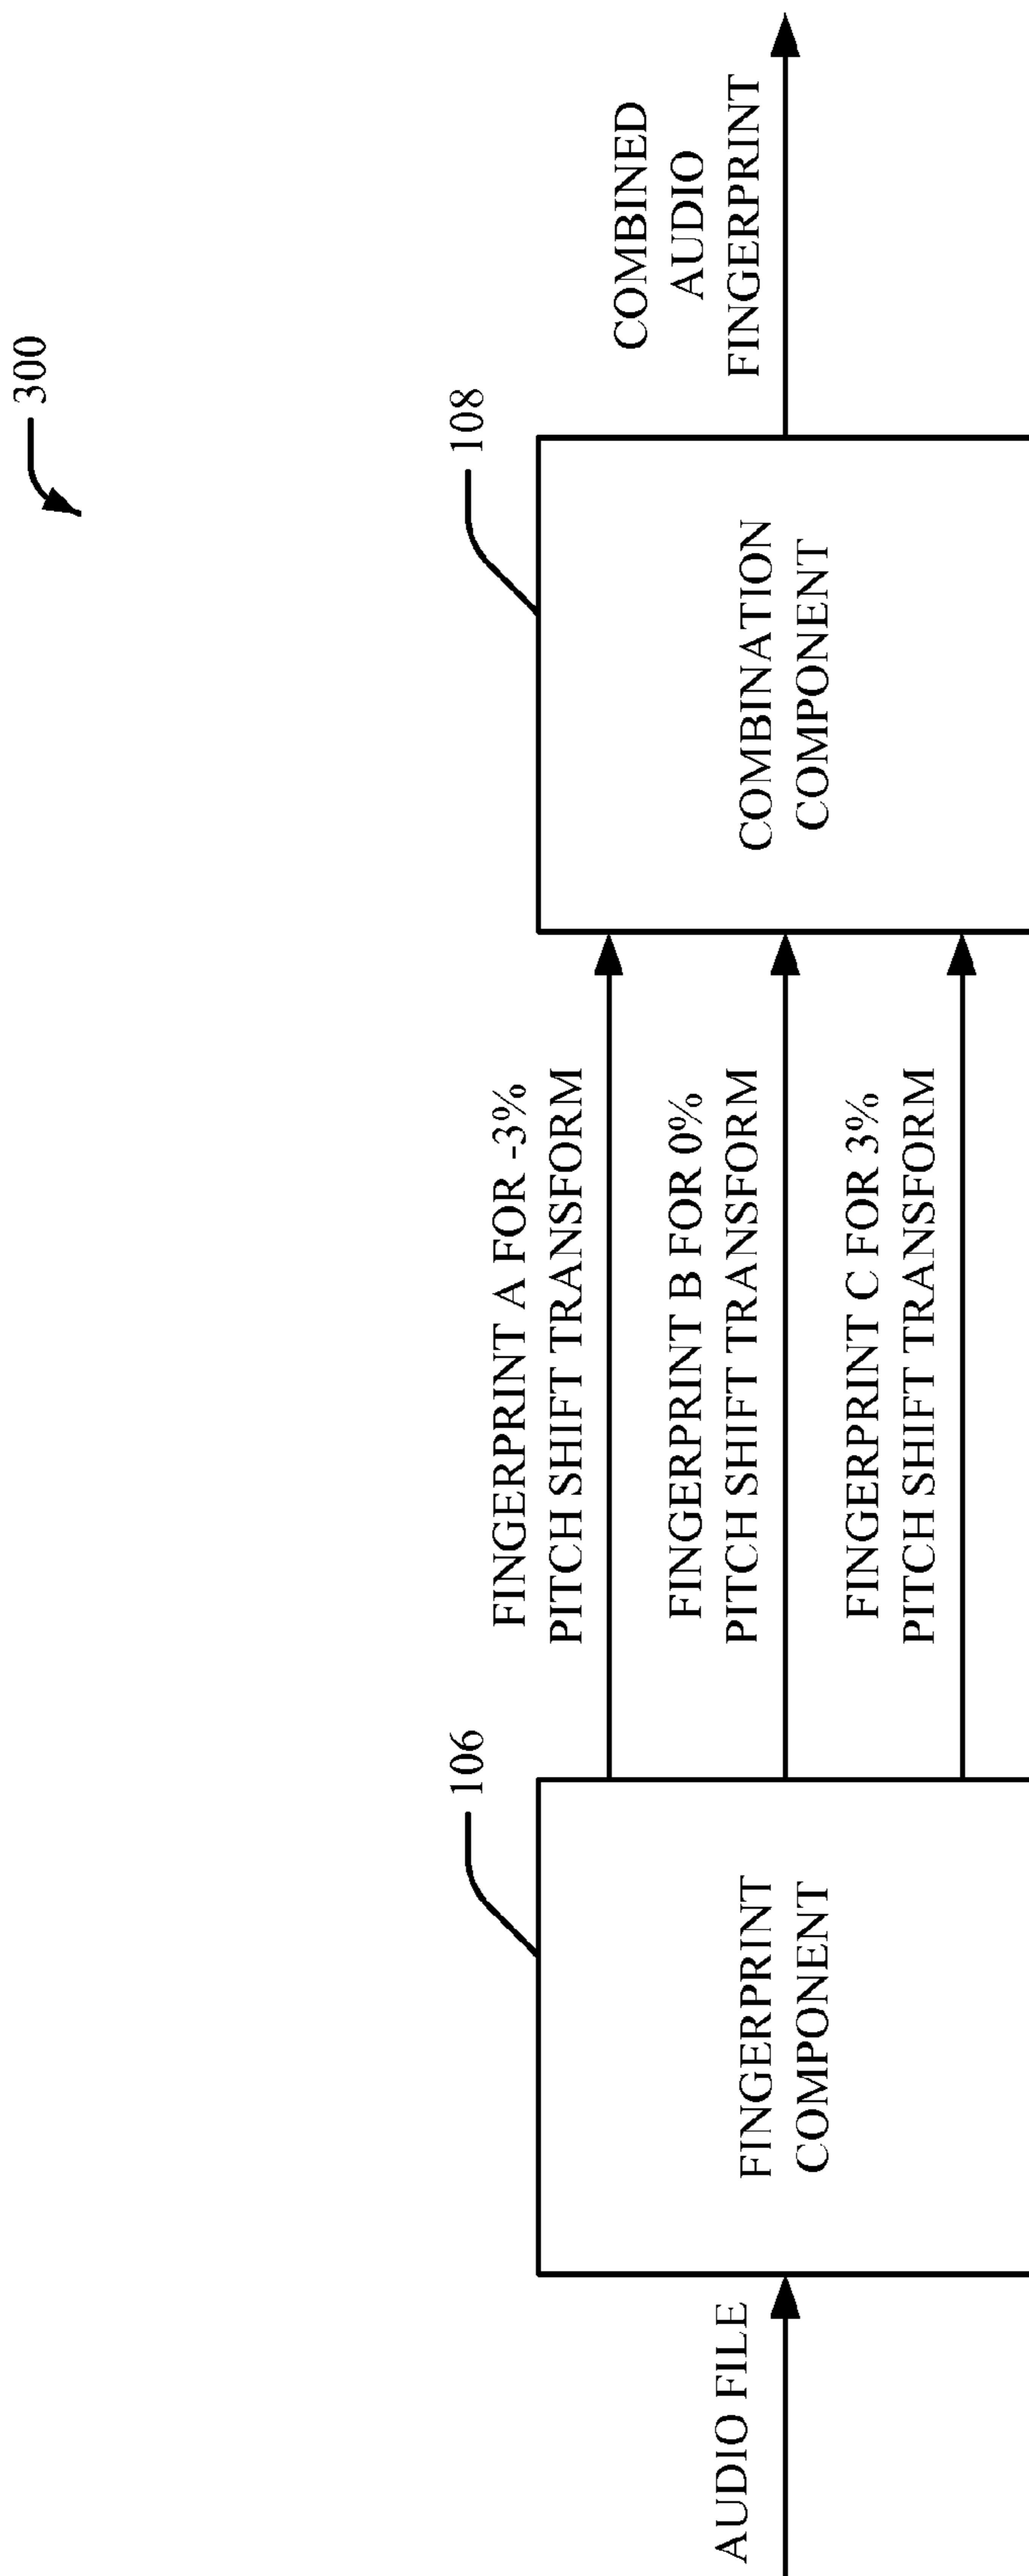 300
AUDIO FILE
106
FINGERPRINT
COMPONENT
FINGERPRINT A FOR -3%
PITCH SHIFT TRANSFORM
FINGERPRINT B FOR 0%
PITCH SHIFT TRANSFORM
FINGERPRINT C FOR 3%
PITCH SHIFT TRANSFORM
108
COMBINATION
COMPONENT
COMBINED
AUDIO
FINGERPRINT